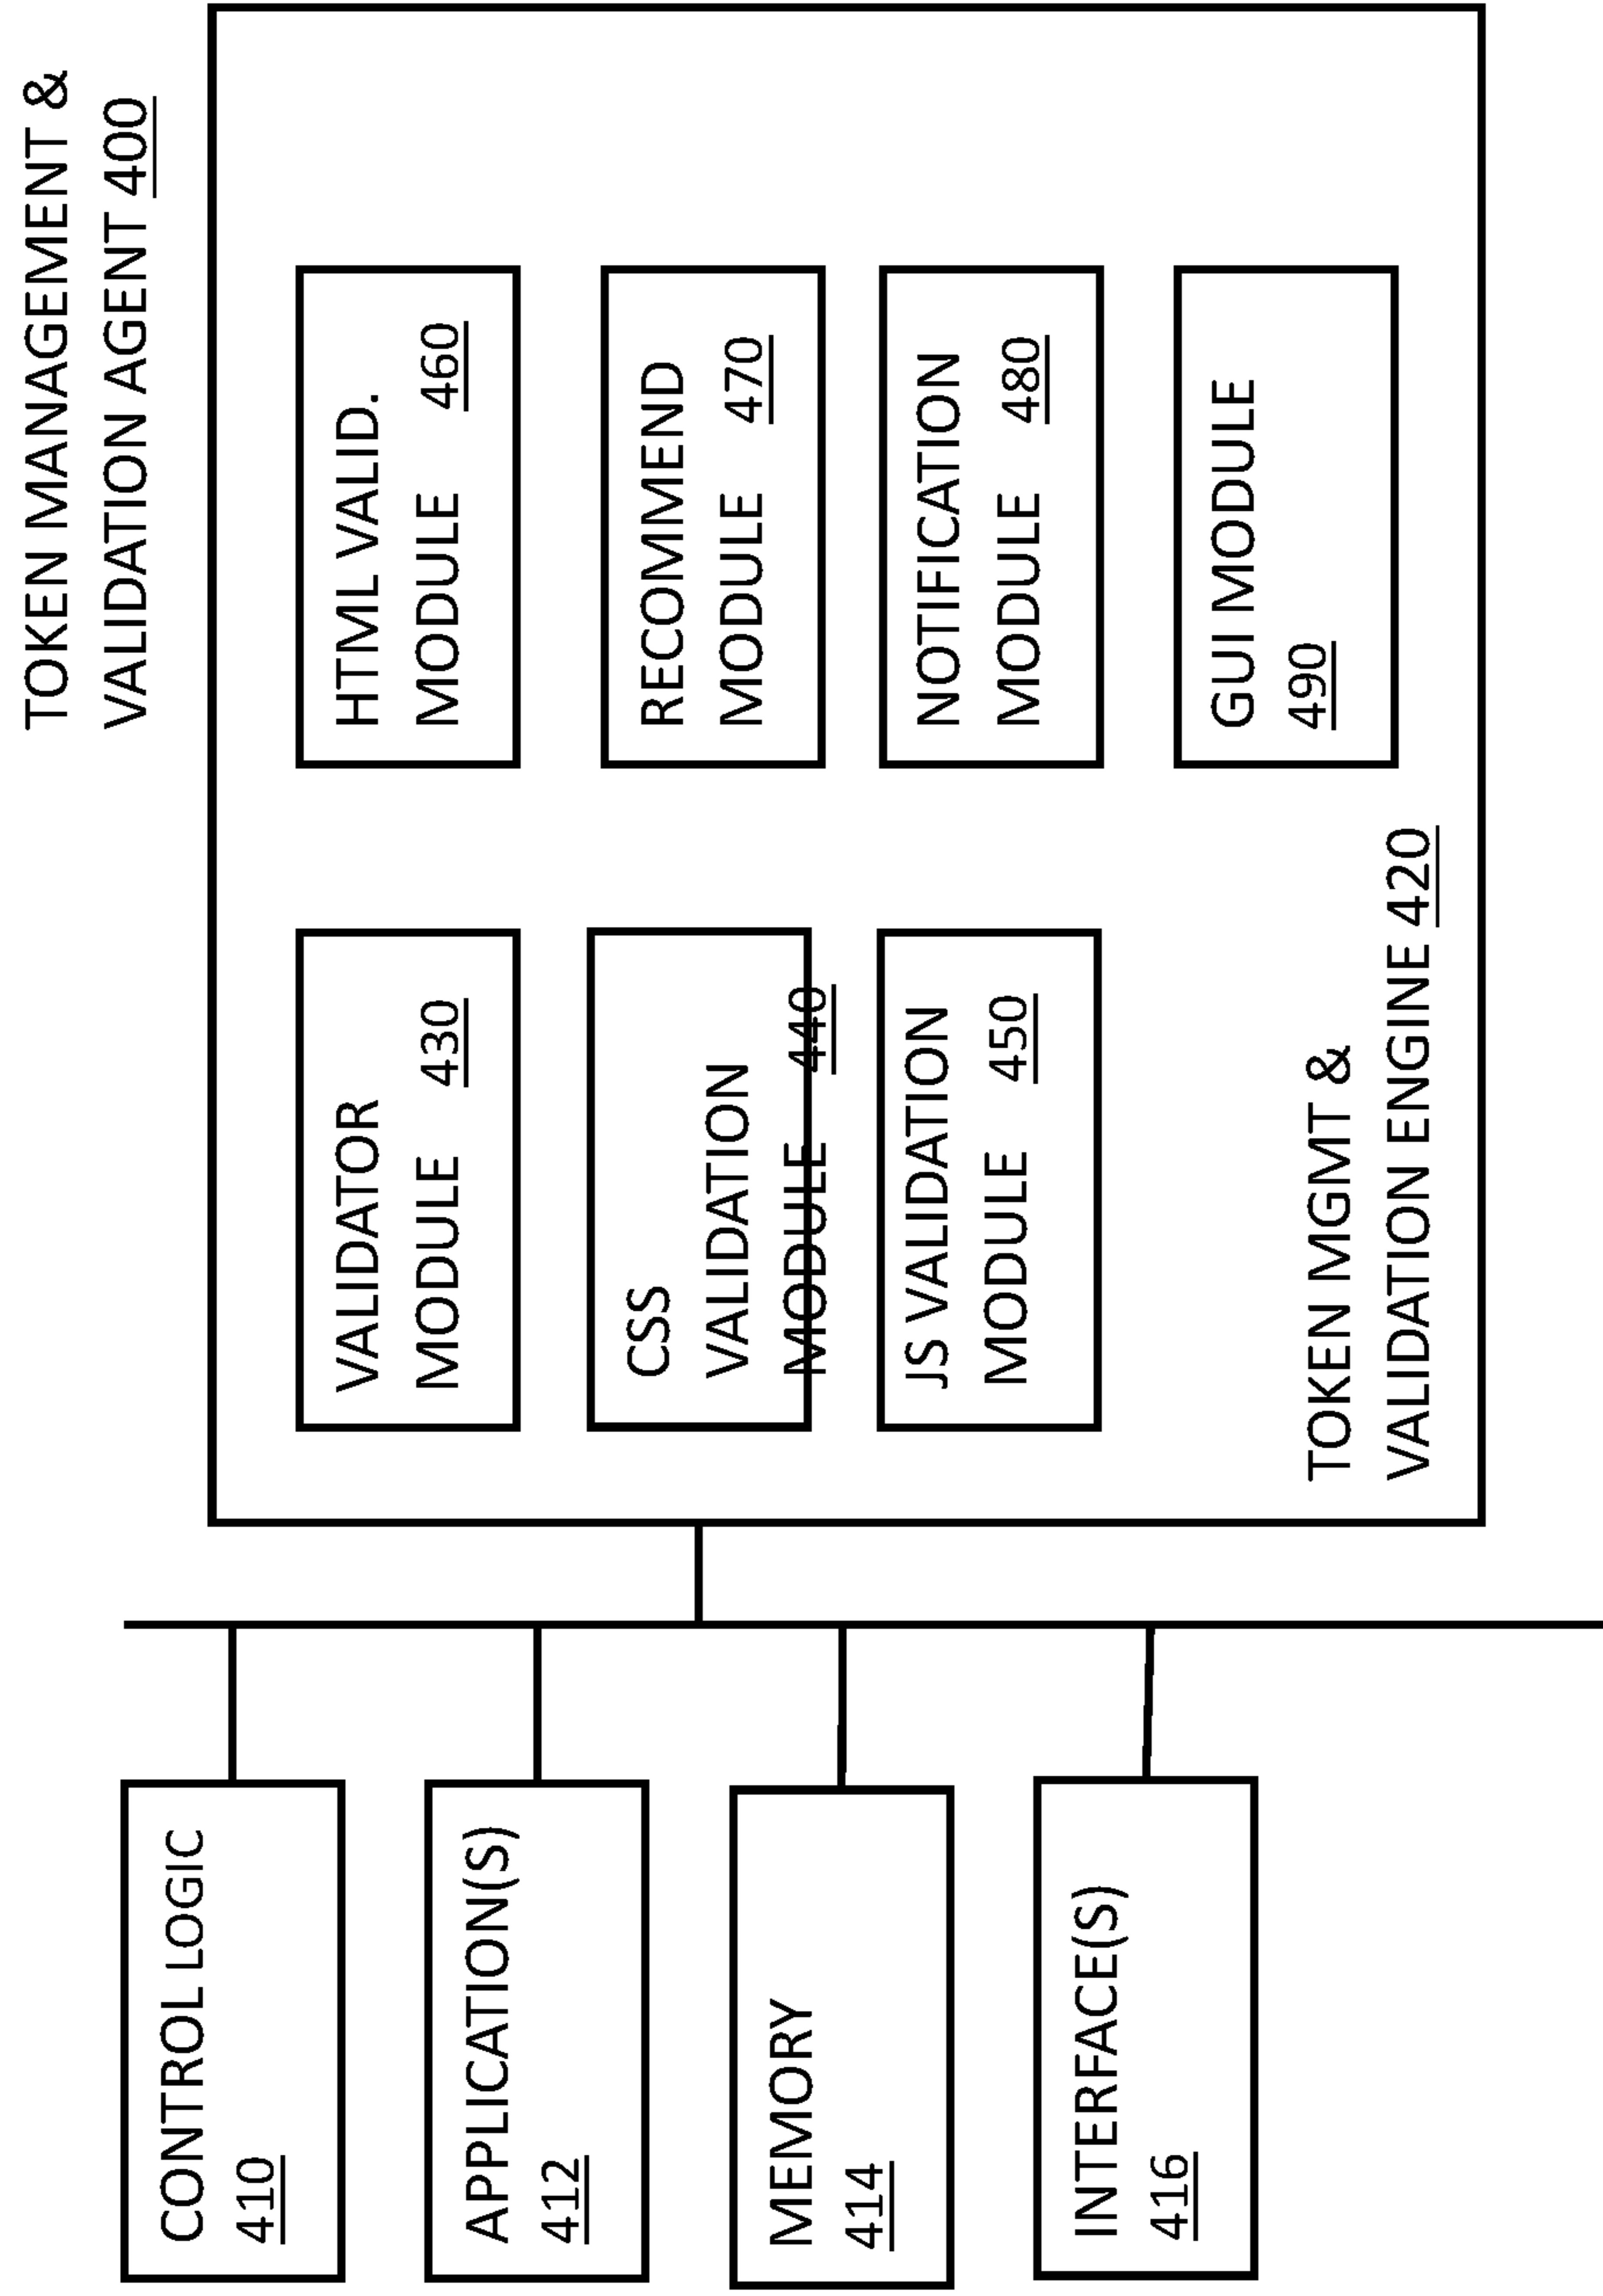 TOKEN MANAGEMENT &
VALIDATION AGENT 400
CONTROL LOGIC
410
APPLICATION(S)
412
MEMORY
414
INTERFACE(S)
416
VALIDATOR
MODULE 430
CSS
VALIDATION
MODULE 440
JS VALIDATION
MODULE 450
HTML VALID.
MODULE 460
RECOMMEND
MODULE 470
NOTIFICATION
MODULE 480
GUI MODULE
490
TOKEN MGMT &
VALIDATION ENGINE 420